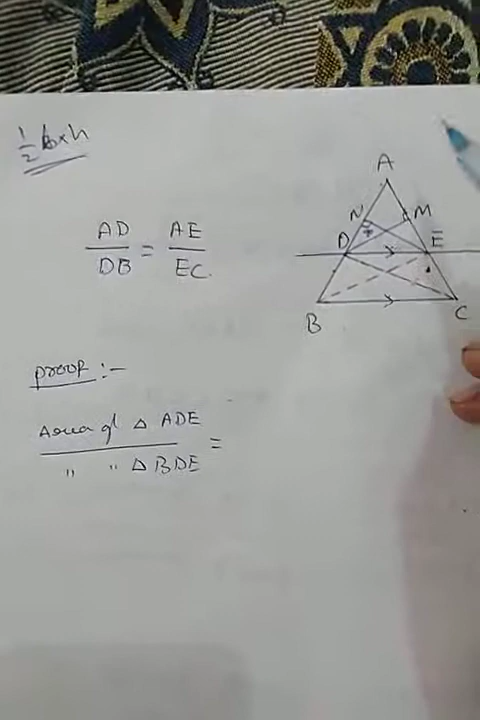 1/2 b×h
A
N M
AD/DB = AE/EC.
D E
B C
proof :-
Area of △ ADE
=
" " △ BDE